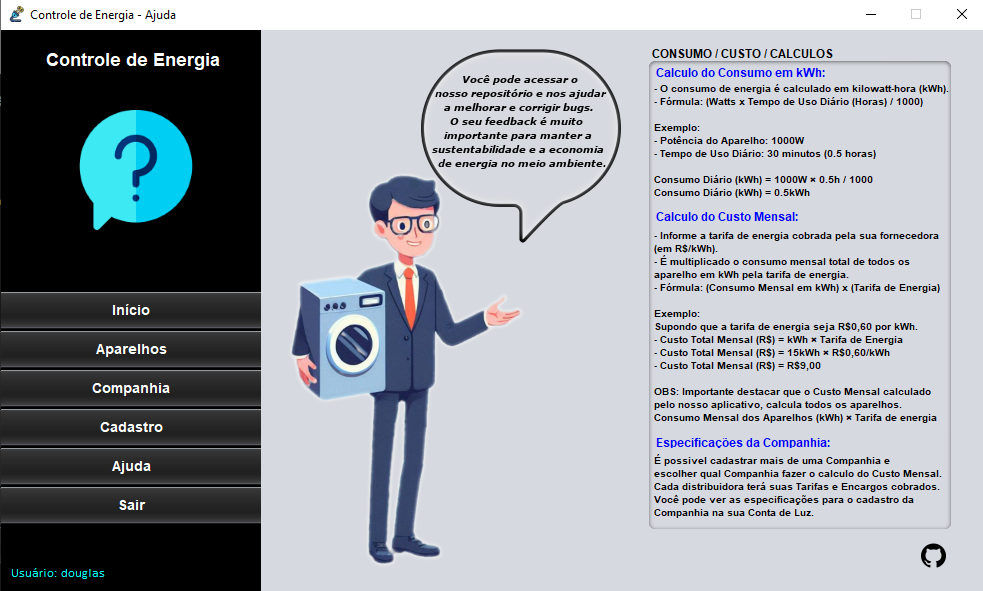 Controle de Energia - Ajuda
Controle de Energia
Início
Aparelhos
Companhia
Cadastro
Ajuda
Sair
Usuário: douglas
Você pode acessar o
nosso repositório e nos ajudar
a melhorar e corrigir bugs.
O seu feedback é muito
importante para manter a
sustentabilidade e a economia
de energia no meio ambiente.
CONSUMO / CUSTO / CALCULOS
Calculo do Consumo em kWh:
- O consumo de energia é calculado em kilowatt-hora (kWh).
- Fórmula: (Watts x Tempo de Uso Diário (Horas) / 1000)
Exemplo:
- Potência do Aparelho: 1000W
- Tempo de Uso Diário: 30 minutos (0.5 horas)
Consumo Diário (kWh) = 1000W × 0.5h / 1000
Consumo Diário (kWh) = 0.5kWh
Calculo do Custo Mensal:
- Informe a tarifa de energia cobrada pela sua fornecedora
(em R$/kWh).
- É multiplicado o consumo mensal total de todos os
aparelho em kWh pela tarifa de energia.
- Fórmula: (Consumo Mensal em kWh) x (Tarifa de Energia)
Exemplo:
Supondo que a tarifa de energia seja R$0,60 por kWh.
- Custo Total Mensal (R$) = kWh × Tarifa de Energia
- Custo Total Mensal (R$) = 15kWh × R$0,60/kWh
- Custo Total Mensal (R$) = R$9,00
OBS: Importante destacar que o Custo Mensal calculado
pelo nosso aplicativo, calcula todos os aparelhos.
Consumo Mensal dos Aparelhos (kWh) × Tarifa de energia
Especificações da Companhia:
É possivel cadastrar mais de uma Companhia e
escolher qual Companhia fazer o calculo do Custo Mensal.
Cada distribuidora terá suas Tarifas e Encargos cobrados.
Você pode ver as especificações para o cadastro da
Companhia na sua Conta de Luz.